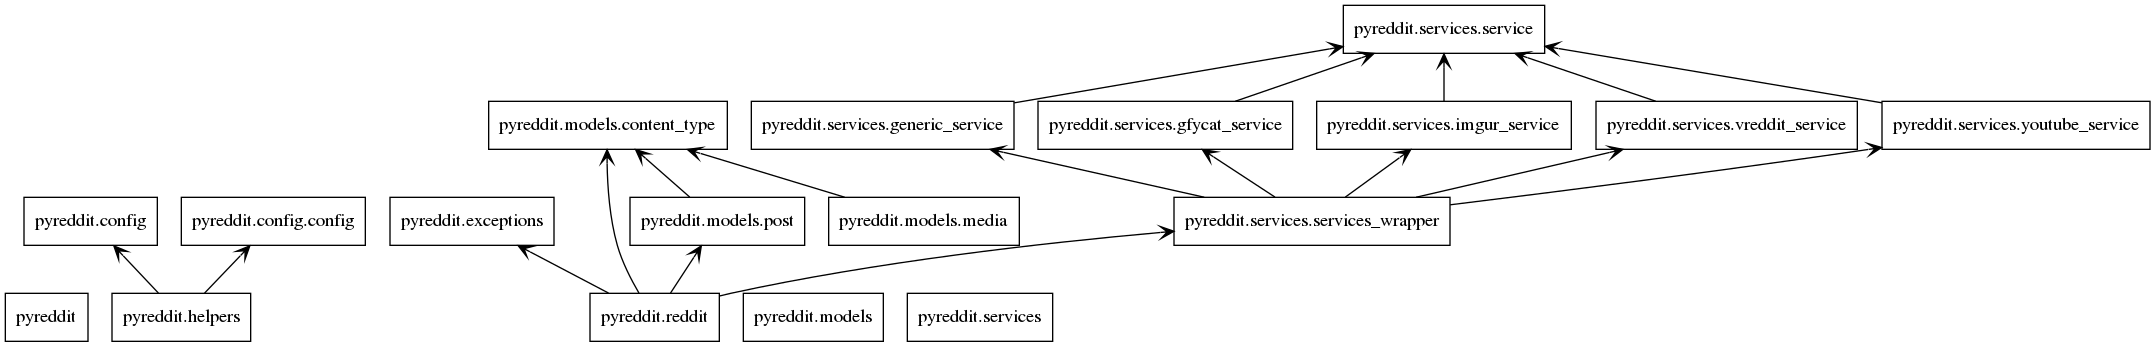 pyreddit.services.service
pyreddit.models.content_type
pyreddit.services.generic_service
pyreddit.services.gfycat_service
pyreddit.services.imgur_service
pyreddit.services.vreddit_service
pyreddit.services.youtube_service
pyreddit.config
pyreddit.config.config
pyreddit.exceptions
pyreddit.models.post
pyreddit.models.media
pyreddit.services.services_wrapper
pyreddit
pyreddit.helpers
pyreddit.reddit
pyreddit.models
pyreddit.services